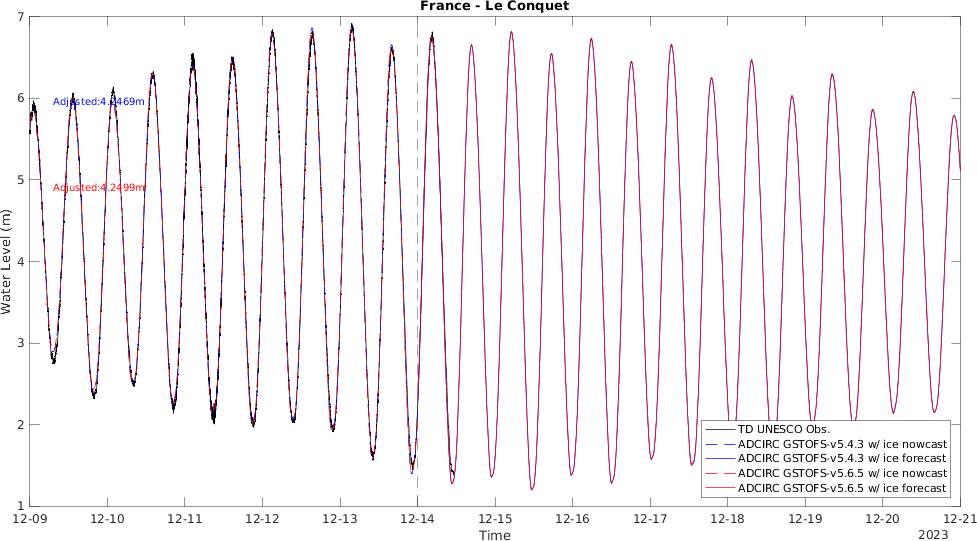 France - Le Conquet
7
6
5
4
3
2
1
Water Level (m)
Adjusted:4.2469m
Adjusted:4.2499m
TD UNESCO Obs.
ADCIRC GSTOFS-v5.4.3 w/ ice nowcast
ADCIRC GSTOFS-v5.4.3 w/ ice forecast
ADCIRC GSTOFS-v5.6.5 w/ ice nowcast
ADCIRC GSTOFS-v5.6.5 w/ ice forecast
12-09 12-10 12-11 12-12 12-13 12-14 12-15 12-16 12-17 12-18 12-19 12-20 12-21
Time
2023